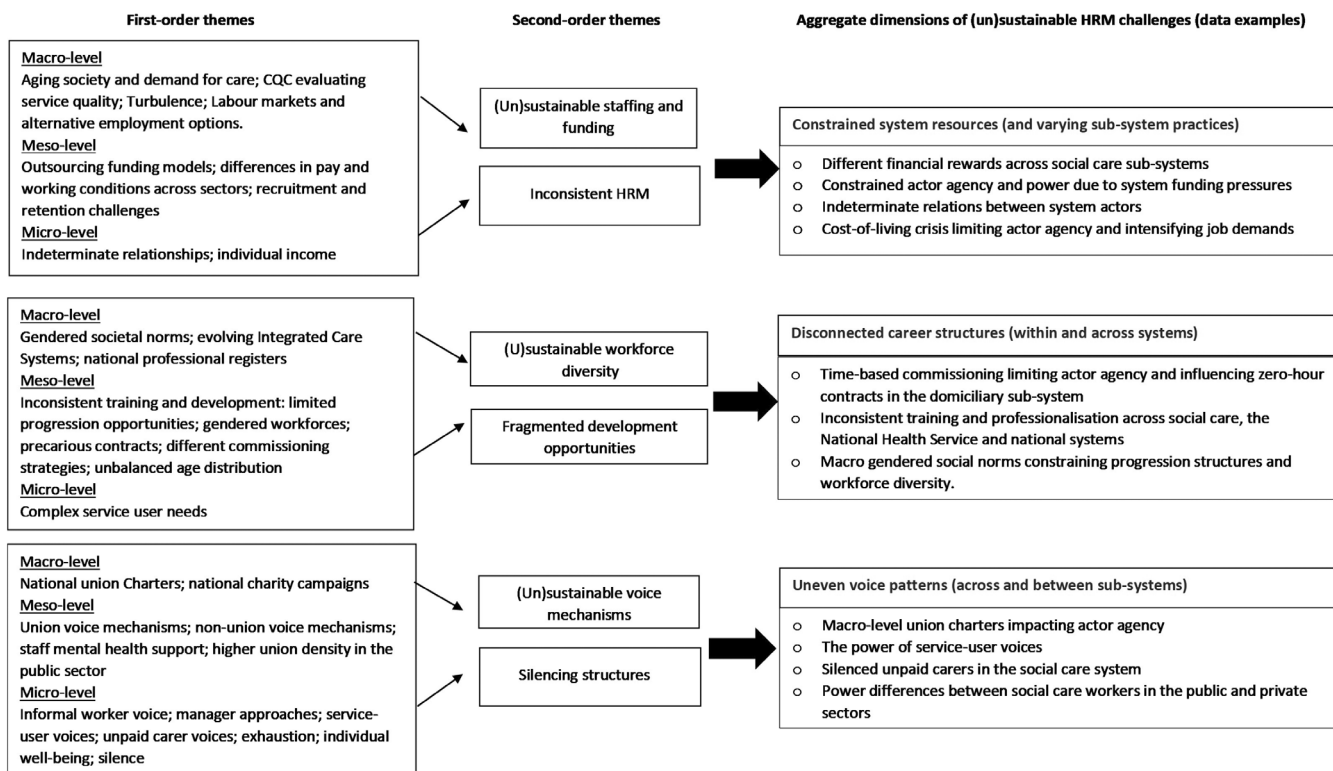 First-order themes
Second-order themes
Aggregate dimensions of (un)sustainable HRM challenges (data examples)
Macro-level
Aging society and demand for care; CQC evaluating
service quality; Turbulence; Labour markets and
alternative employment options.
Meso-level
Outsourcing funding models; differences in pay and
working conditions across sectors; recruitment and
retention challenges
Micro-level
Indeterminate relationships; individual income
(Un)sustainable staffing and
funding
Inconsistent HRM
Constrained system resources (and varying sub-system practices)
o Different financial rewards across social care sub-systems
o Constrained actor agency and power due to system funding pressures
o Indeterminate relations between system actors
o Cost-of-living crisis limiting actor agency and intensifying job demands
Macro-level
Gendered societal norms; evolving Integrated Care
Systems; national professional registers
Meso-level
Inconsistent training and development: limited
progression opportunities; gendered workforces;
precarious contracts; different commissioning
strategies; unbalanced age distribution
Micro-level
Complex service user needs
(U)sustainable workforce
diversity
Fragmented development
opportunities
Disconnected career structures (within and across systems)
o Time-based commissioning limiting actor agency and influencing zero-hour
contracts in the domiciliary sub-system
o Inconsistent training and professionalisation across social care, the
National Health Service and national systems
o Macro gendered social norms constraining progression structures and
workforce diversity.
Macro-level
National union Charters; national charity campaigns
Meso-level
Union voice mechanisms; non-union voice mechanisms;
staff mental health support; higher union density in the
public sector
Micro-level
Informal worker voice; manager approaches; service-
user voices; unpaid carer voices; exhaustion; individual
well-being; silence
(Un)sustainable voice
mechanisms
Silencing structures
Uneven voice patterns (across and between sub-systems)
o Macro-level union charters impacting actor agency
o The power of service-user voices
o Silenced unpaid carers in the social care system
o Power differences between social care workers in the public and private
sectors